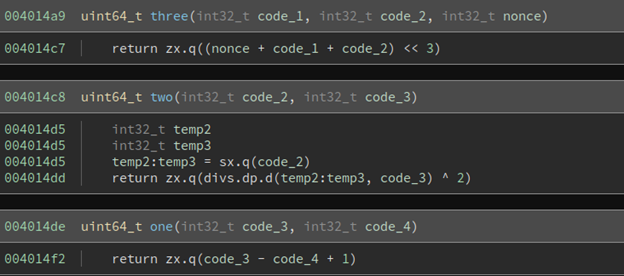 004014a9 uint64_t three(int32_t code_1, int32_t code_2, int32_t nonce)
004014c7 return zx.q((nonce + code_1 + code_2) << 3)
004014c8 uint64_t two(int32_t code_2, int32_t code_3)
004014d5 int32_t temp2
004014d5 int32_t temp3
004014d5 temp2:temp3 = sx.q(code_2)
004014dd return zx.q(divs.dp.d(temp2:temp3, code_3) ^ 2)
004014de uint64_t one(int32_t code_3, int32_t code_4)
004014f2 return zx.q(code_3 - code_4 + 1)